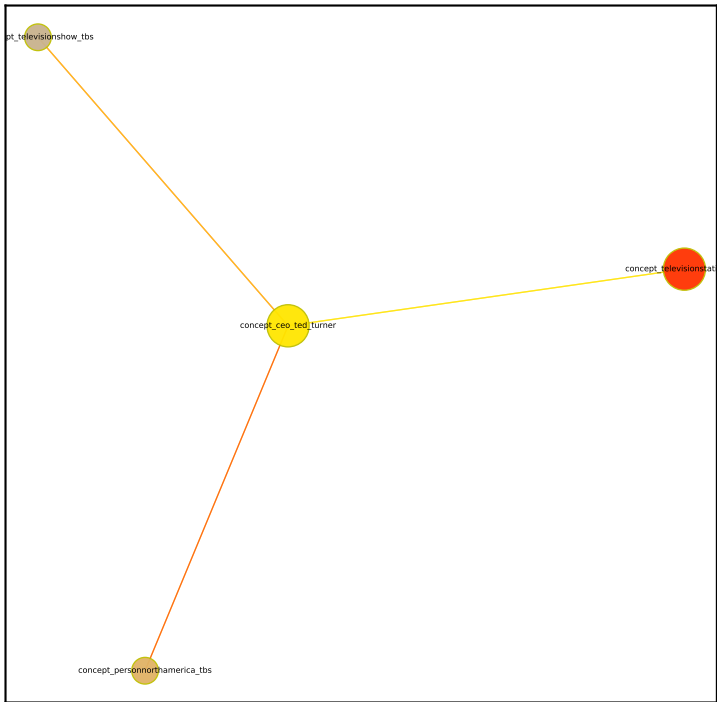 pt_televisionshow_tbs
concept_televisionstati
concept_ceo_ted_turner
concept_personnorthamerica_tbs